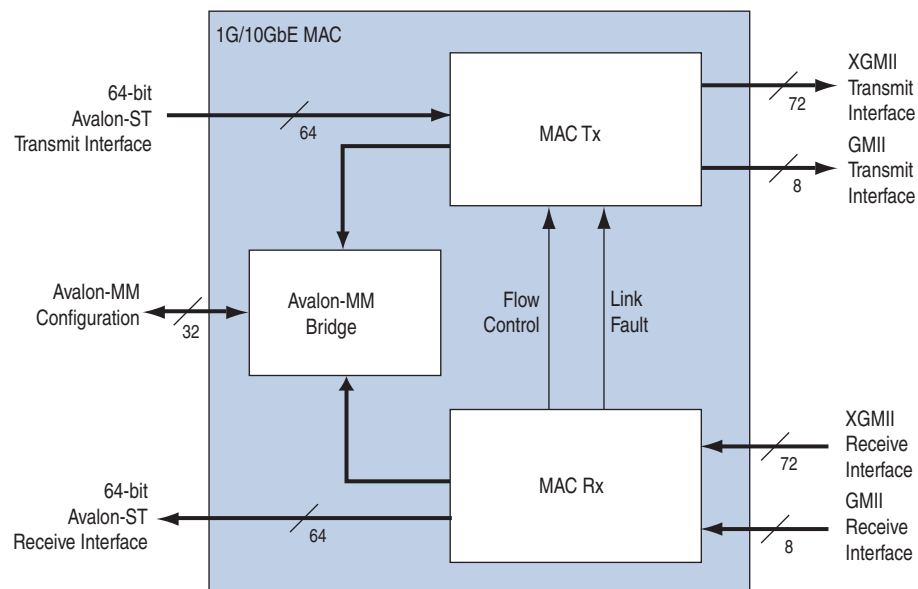 1G/10GbE MAC
64-bit
Avalon-ST
Transmit Interface
64
MAC Tx
72
XGMII
Transmit
Interface
8
GMII
Transmit
Interface
Avalon-MM
Configuration
32
Avalon-MM
Bridge
Flow
Control
Link
Fault
64-bit
Avalon-ST
Receive Interface
64
MAC Rx
72
XGMII
Receive
Interface
8
GMII
Receive
Interface